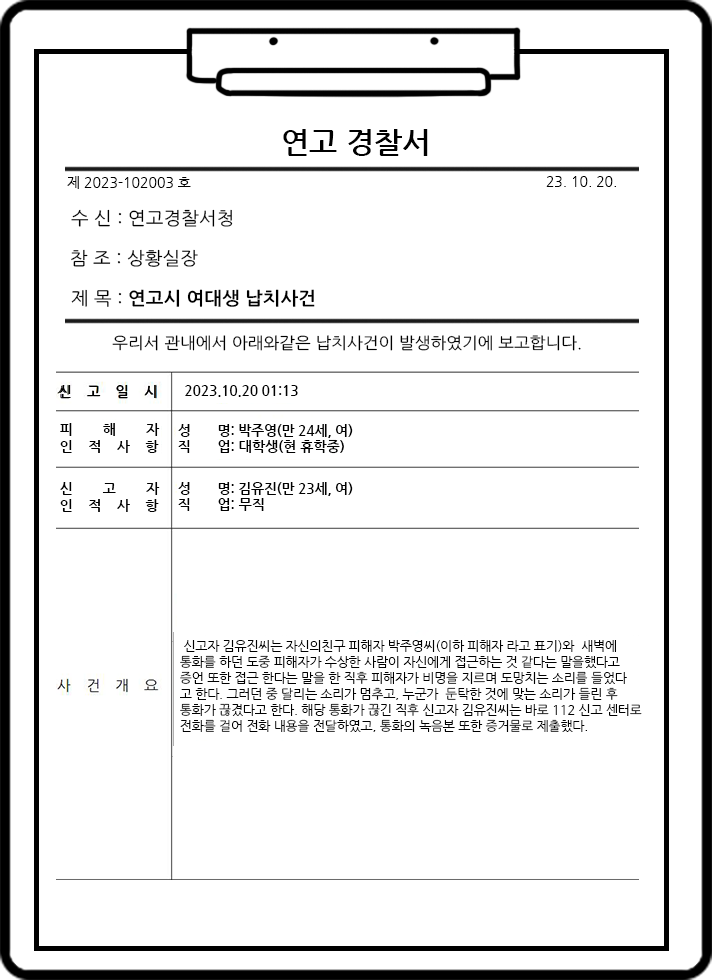 연고 경찰서
제 2023-102003 호
23. 10. 20.
수 신 : 연고경찰서청
참 조 : 상황실장
제 목 : 연고시 여대생 납치사건
우리서 관내에서 아래와같은 납치사건이 발생하였기에 보고합니다.
신 고 일 시 2023.10.20 01:13
피 해 자 성 명: 박주영(만 24세, 여)
인 적 사 항 직 업: 대학생(현 휴학중)
신 고 자 성 명: 김유진(만 23세, 여)
인 적 사 항 직 업: 무직
사 건 개 요
신고자 김유진씨는 자신의친구 피해자 박주영씨(이하 피해자 라고 표기)와 새벽에
통화를 하던 도중 피해자가 수상한 사람이 자신에게 접근하는 것 같다는 말을했다고
증언 또한 접근 한다는 말을 한 직후 피해자가 비명을 지르며 도망치는 소리를 들었다
고 한다. 그러던 중 달리는 소리가 멈추고, 누군가 둔탁한 것에 맞는 소리가 들린 후
통화가 끊겼다고 한다. 해당 통화가 끊긴 직후 신고자 김유진씨는 바로 112 신고 센터로
전화를 걸어 전화 내용을 전달하였고, 통화의 녹음본 또한 증거물로 제출했다.